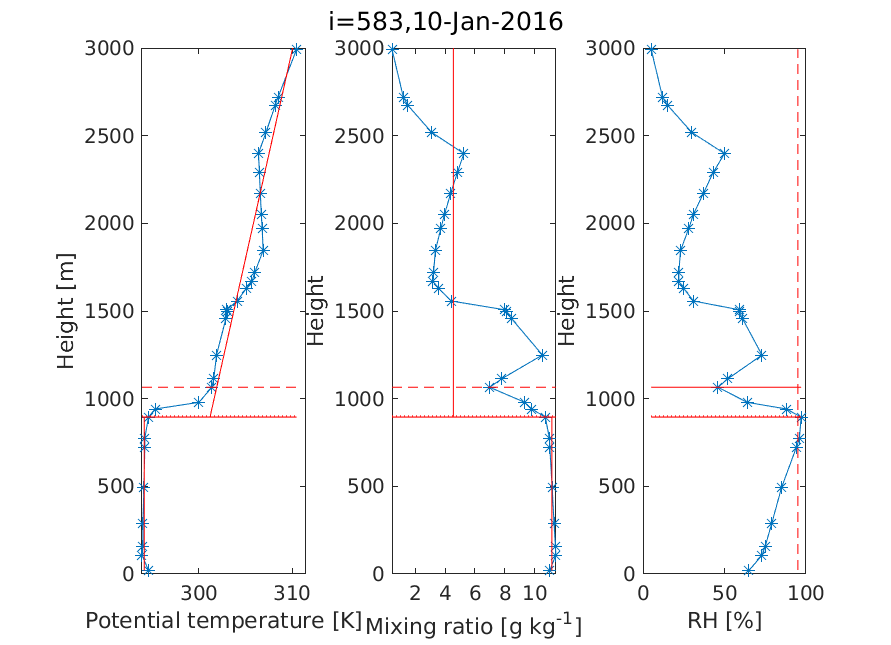 i=583,10-Jan-2016
Height [m]
3000
2500
2000
1500
1000
500
0
300 310
Potential temperature [K]
Height
3000
2500
2000
1500
1000
500
0
2 4 6 8 10
Mixing ratio [g kg-1]
Height
3000
2500
2000
1500
1000
500
0
0 50 100
RH [%]